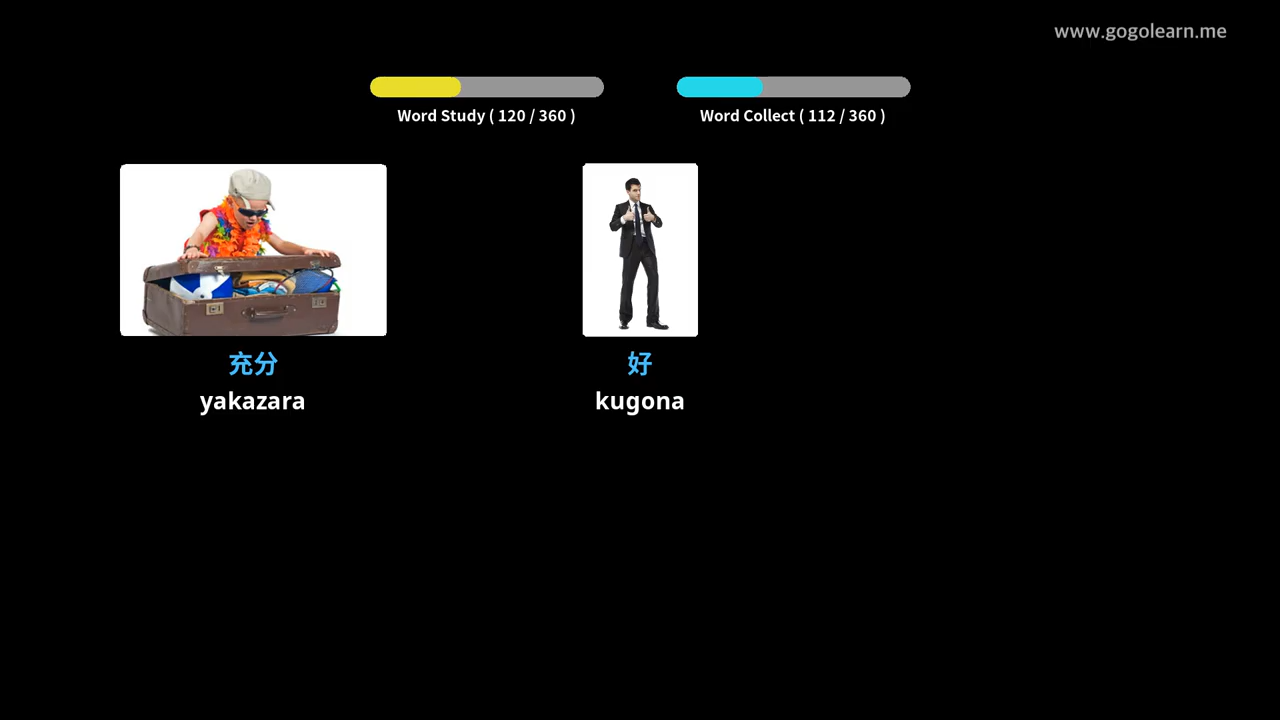 www.gogolearn.me
Word Study ( 120 / 360 )
Word Collect ( 112 / 360 )
充分
yakazara
好
kugona